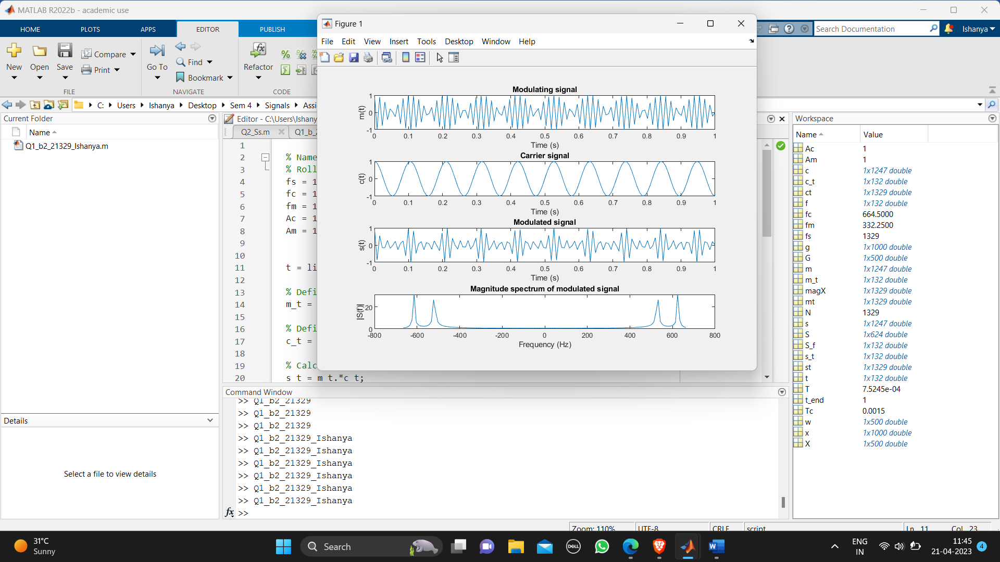 MATLAB R2022b - academic use
HOME PLOTS APPS EDITOR PUBLISH
Search Documentation
Ishanya
New Open Save
Compare
Print
FILE
Go To
Find
Bookmark
NAVIGATE
Refactor
CODE
C: Users Ishanya Desktop Sem 4 Signals Assi
Current Folder
Name
Q1_b2_21329_Ishanya.m
Details
Select a file to view details
Editor - C:\Users\Ishany
Q2_Ss.m
Q1_b_2
1
2 % Name
3 % Roll
4 fs = 1
5 fc = 1
6 fm = 1
7 Ac = 1
8 Am = 1
9
10
11 t = li
12
13 % Defi
14 m_t =
15
16 % Defi
17 c_t =
18
19 % Calc
20 s_t = m_t.*c_t;
Figure 1
File Edit View Insert Tools Desktop Window Help
Modulating signal
m(t)
1
0
-1
0 0.1 0.2 0.3 0.4 0.5 0.6 0.7 0.8 0.9 1
Time (s)
Carrier signal
c(t)
1
0
-1
0 0.1 0.2 0.3 0.4 0.5 0.6 0.7 0.8 0.9 1
Time (s)
Modulated signal
s(t)
1
0
-1
0 0.1 0.2 0.3 0.4 0.5 0.6 0.7 0.8 0.9 1
Time (s)
Magnitude spectrum of modulated signal
|S(f)|
20
0
-800 -600 -400 -200 0 200 400 600 800
Frequency (Hz)
Command Window
>> Q1_b2_21329
>> Q1_b2_21329
>> Q1_b2_21329
>> Q1_b2_21329_Ishanya
>> Q1_b2_21329_Ishanya
>> Q1_b2_21329_Ishanya
>> Q1_b2_21329_Ishanya
>> Q1_b2_21329_Ishanya
>> Q1_b2_21329_Ishanya
fx >>
Workspace
Name Value
Ac 1
Am 1
c 1x1247 double
c_t 1x132 double
ct 1x1329 double
f 1x132 double
fc 664.5000
fm 332.2500
fs 1329
g 1x1000 double
G 1x500 double
m 1x1247 double
m_t 1x132 double
magX 1x1329 double
mt 1x1329 double
N 1329
s 1x1247 double
S 1x624 double
S_f 1x132 double
s_t 1x132 double
st 1x1329 double
t 1x132 double
T 7.5245e-04
t_end 1
Tc 0.0015
w 1x500 double
x 1x1000 double
X 1x500 double
Zoom: 110% UTF-8 CRLF script Ln 11 Col 23
31°C
Sunny
Search
DELL
W
ENG
IN
11:45
21-04-2023
4